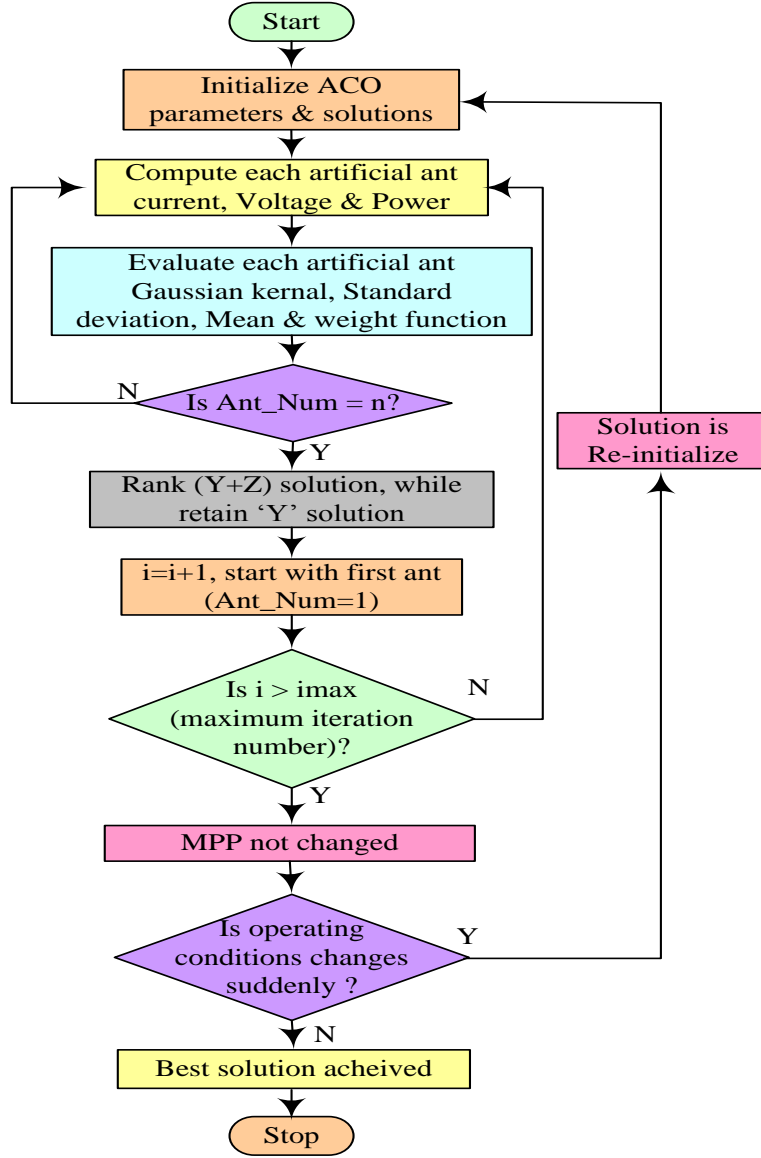 Start
Initialize ACO
parameters & solutions
Compute each artificial ant
current, Voltage & Power
Evaluate each artificial ant
Gaussian kernal, Standard
deviation, Mean & weight function
N
Is Ant_Num = n?
Y
Solution is
Re-initialize
Rank (Y+Z) solution, while
retain ‘Y’ solution
i=i+1, start with first ant
(Ant_Num=1)
Is i > imax
(maximum iteration
number)?
N
Y
MPP not changed
Is operating
conditions changes
suddenly ?
Y
N
Best solution acheived
Stop